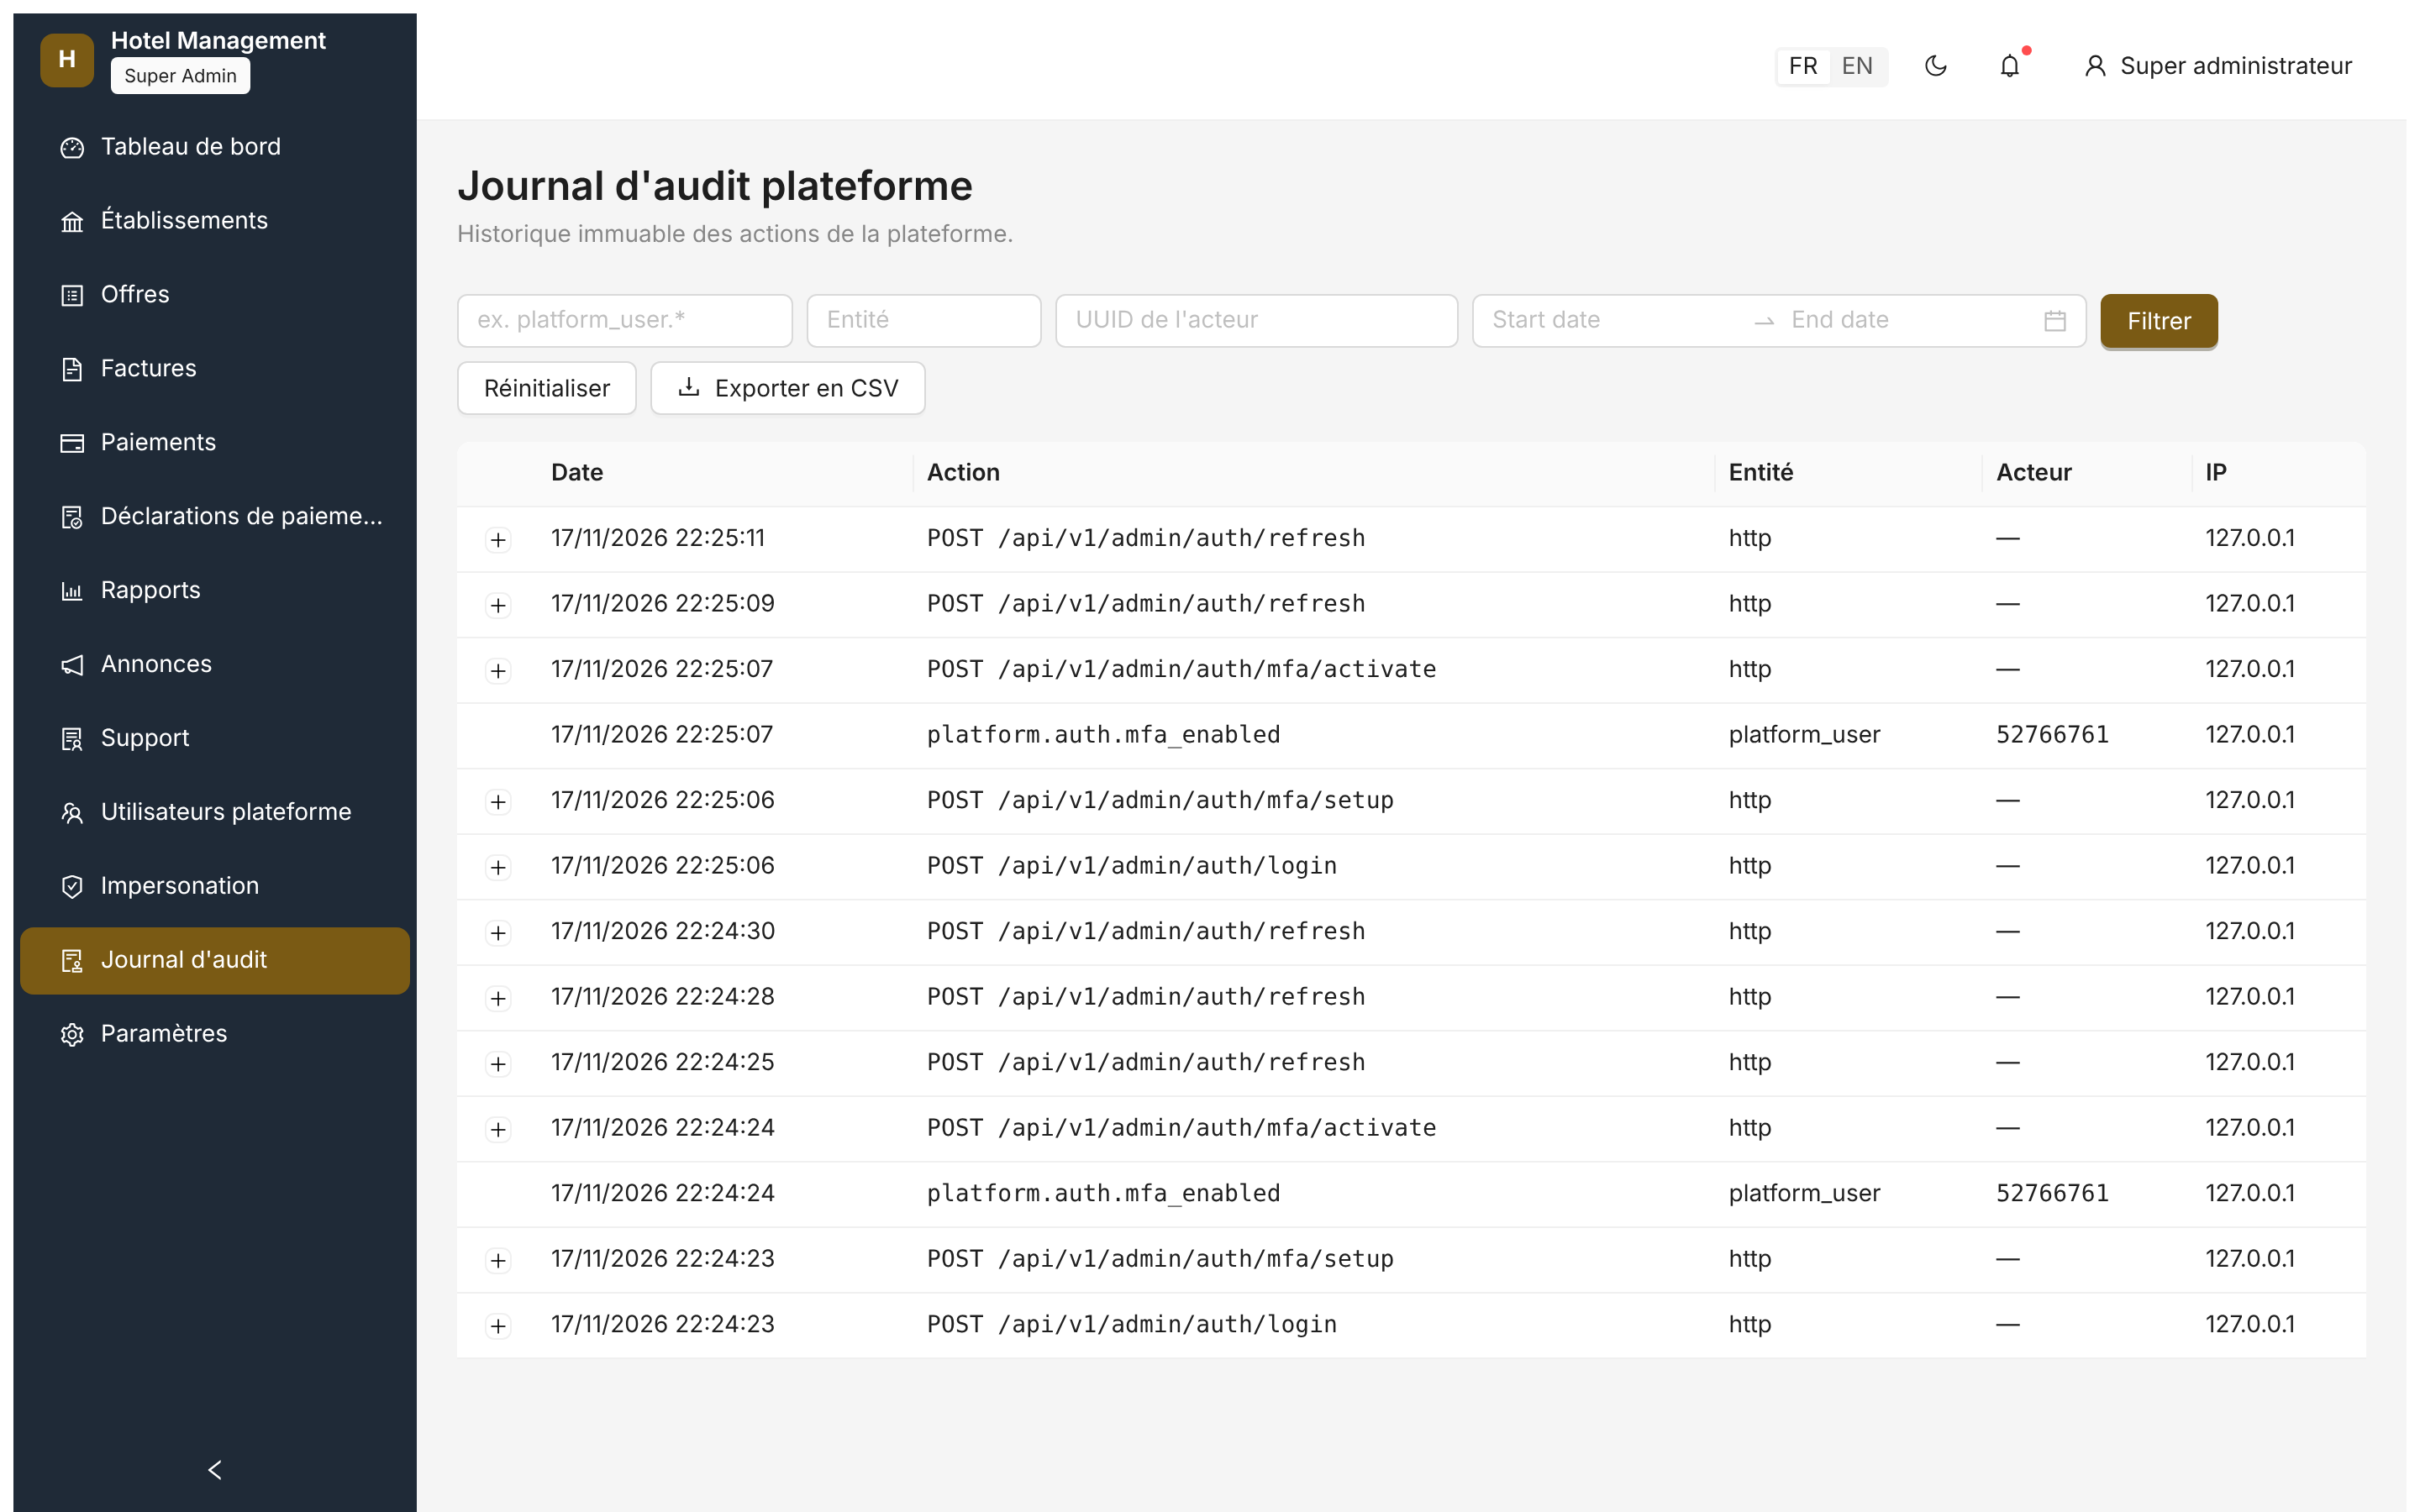 H
Hotel Management
Super Admin
Tableau de bord
Établissements
Offres
Factures
Paiements
Déclarations de paieme...
Rapports
Annonces
Support
Utilisateurs plateforme
Impersonation
Journal d'audit
Paramètres
FR EN
Super administrateur
Journal d'audit plateforme
Historique immuable des actions de la plateforme.
ex. platform_user.* Entité UUID de l'acteur Start date End date Filtrer
Réinitialiser Exporter en CSV
Date Action Entité Acteur IP
17/11/2026 22:25:11 POST /api/v1/admin/auth/refresh http — 127.0.0.1
17/11/2026 22:25:09 POST /api/v1/admin/auth/refresh http — 127.0.0.1
17/11/2026 22:25:07 POST /api/v1/admin/auth/mfa/activate http — 127.0.0.1
17/11/2026 22:25:07 platform.auth.mfa_enabled platform_user 52766761 127.0.0.1
17/11/2026 22:25:06 POST /api/v1/admin/auth/mfa/setup http — 127.0.0.1
17/11/2026 22:25:06 POST /api/v1/admin/auth/login http — 127.0.0.1
17/11/2026 22:24:30 POST /api/v1/admin/auth/refresh http — 127.0.0.1
17/11/2026 22:24:28 POST /api/v1/admin/auth/refresh http — 127.0.0.1
17/11/2026 22:24:25 POST /api/v1/admin/auth/refresh http — 127.0.0.1
17/11/2026 22:24:24 POST /api/v1/admin/auth/mfa/activate http — 127.0.0.1
17/11/2026 22:24:24 platform.auth.mfa_enabled platform_user 52766761 127.0.0.1
17/11/2026 22:24:23 POST /api/v1/admin/auth/mfa/setup http — 127.0.0.1
17/11/2026 22:24:23 POST /api/v1/admin/auth/login http — 127.0.0.1